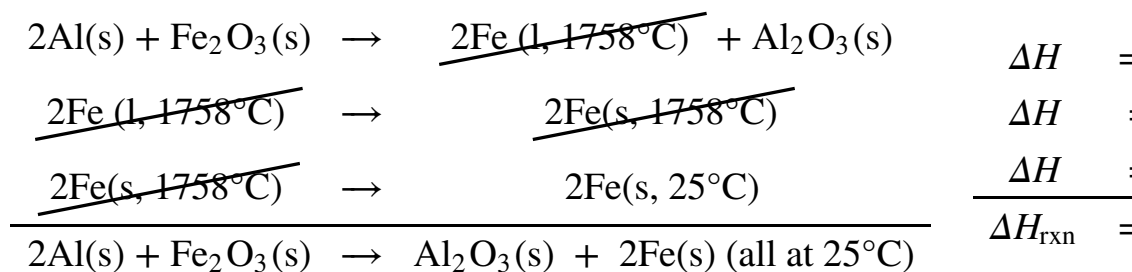 2Al(s) + Fe₂O₃(s) → 2Fe (l, 1758°C) + Al₂O₃(s) ΔH =
2Fe (l, 1758°C) → 2Fe(s, 1758°C) ΔH =
2Fe(s, 1758°C) → 2Fe(s, 25°C) ΔH =
2Al(s) + Fe₂O₃(s) → Al₂O₃(s) + 2Fe(s) (all at 25°C) ΔHrxn =